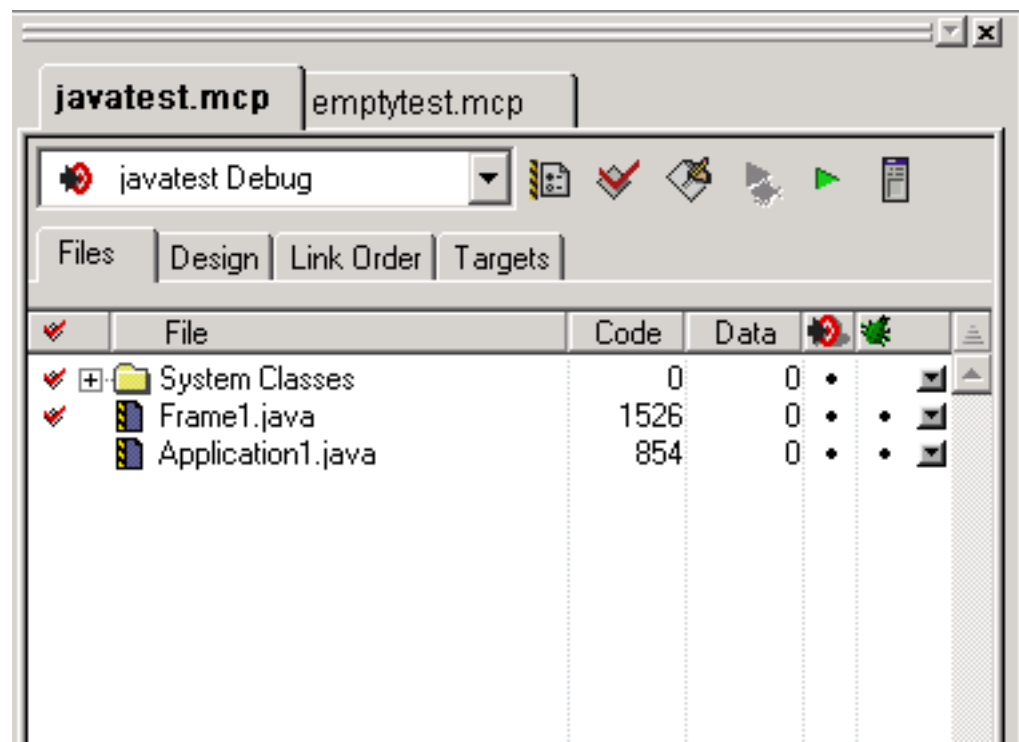 javatest.mcp emptytest.mcp
javatest Debug
Files Design Link Order Targets
File Code Data
System Classes 0 0
Frame1.java 1526 0
Application1.java 854 0